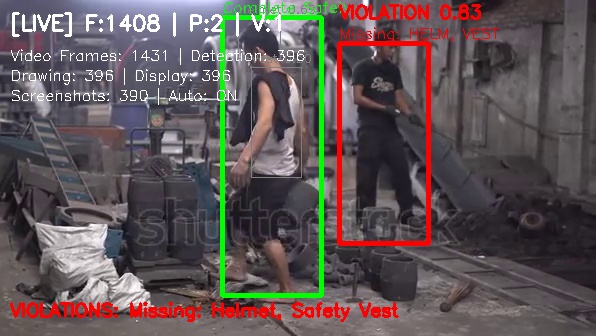 [LIVE] F:1408 | P:2 | V:1
Complete Safe
VIOLATION 0.83
Missing: HELM, VEST
Video Frames: 1431 | Detection: 396
Drawing: 396 | Display: 396
Screenshots: 390 | Auto: ON
shutterstock
VIOLATIONS: Missing: Helmet, Safety Vest